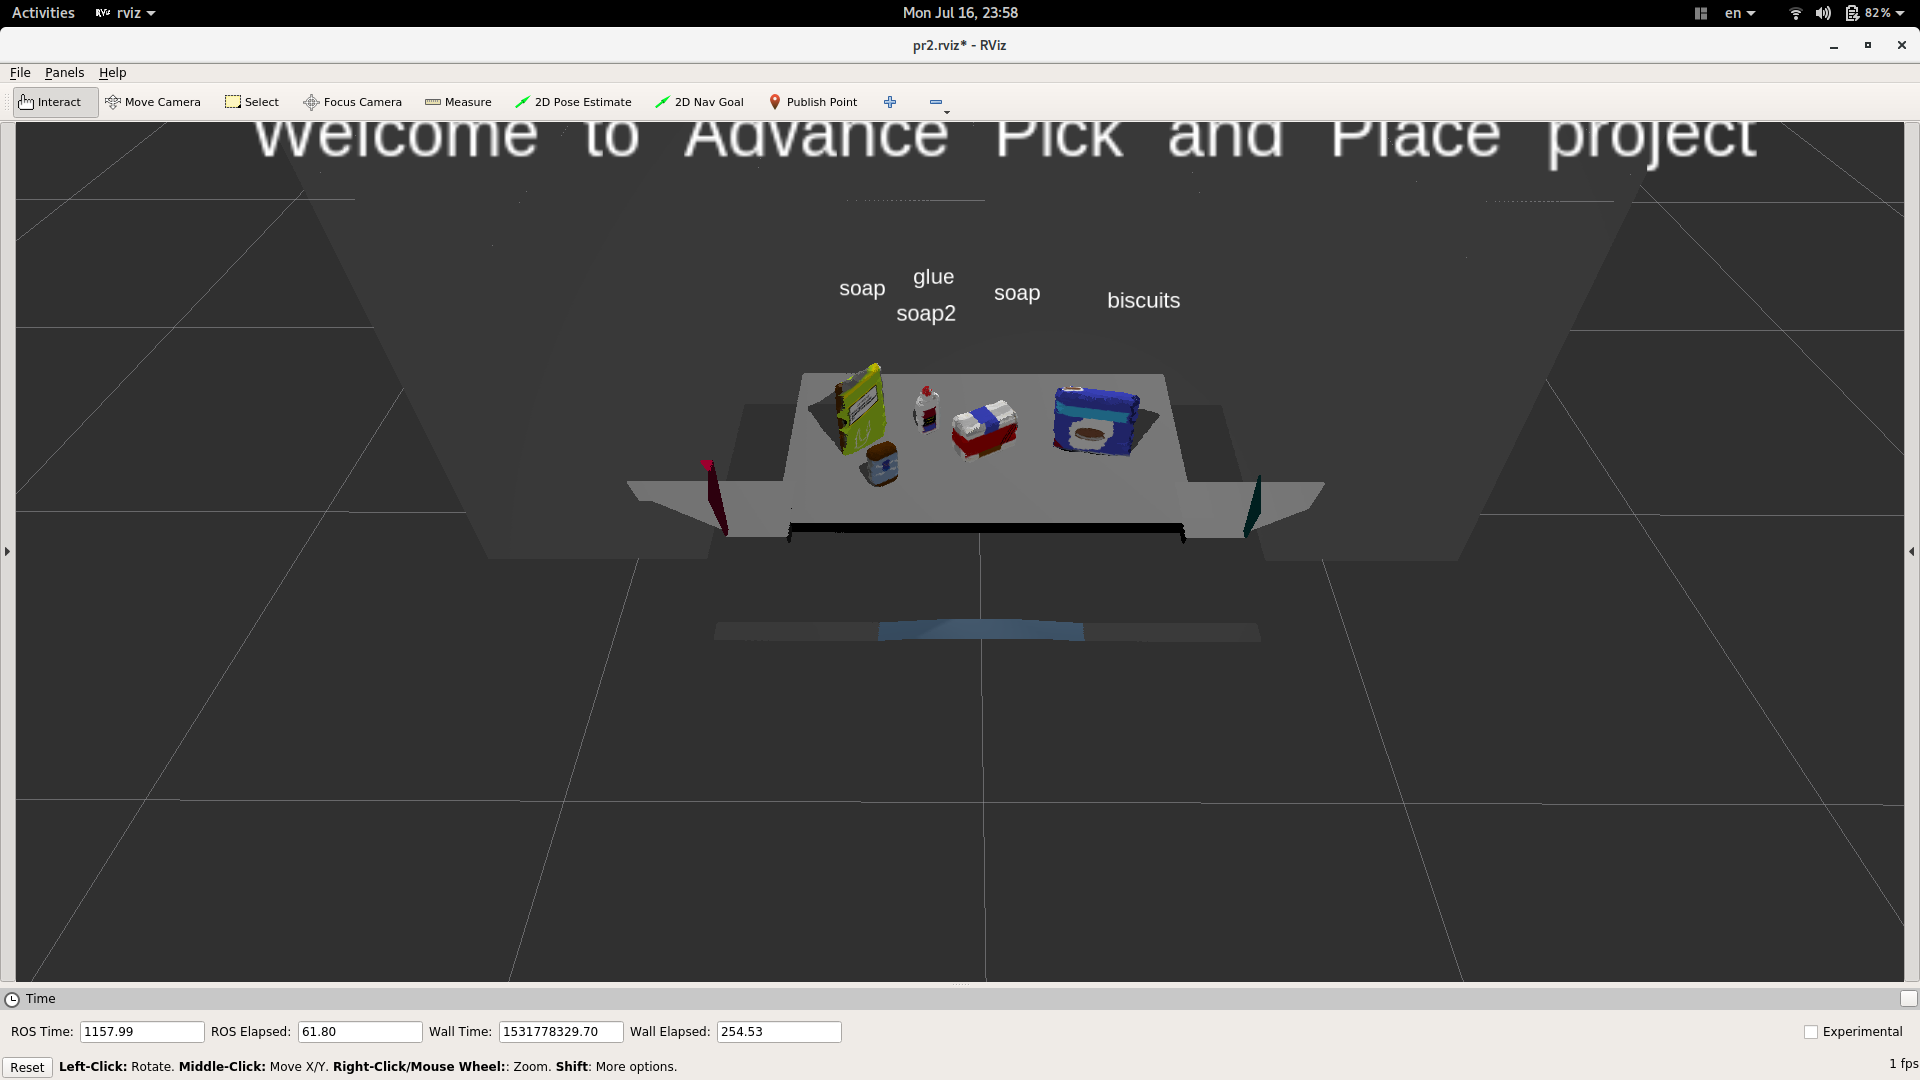 Activities rviz Mon Jul 16, 23:58 en 82%
pr2.rviz* - RViz
File Panels Help
Interact Move Camera Select Focus Camera Measure 2D Pose Estimate 2D Nav Goal Publish Point
Welcome to Advance Pick and Place project
glue
soap soap biscuits
soap2
Time
ROS Time: 1157.99 ROS Elapsed: 61.80 Wall Time: 1531778329.70 Wall Elapsed: 254.53 Experimental
Reset Left-Click: Rotate. Middle-Click: Move X/Y. Right-Click/Mouse Wheel:: Zoom. Shift: More options. 1 fps